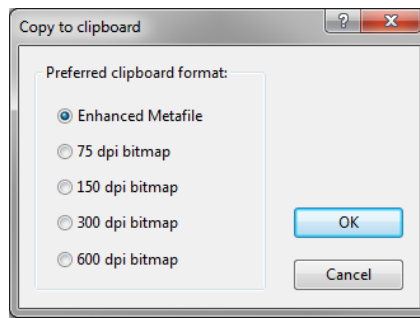 Copy to clipboard
Preferred clipboard format:
Enhanced Metafile
75 dpi bitmap
150 dpi bitmap
300 dpi bitmap
600 dpi bitmap
OK
Cancel